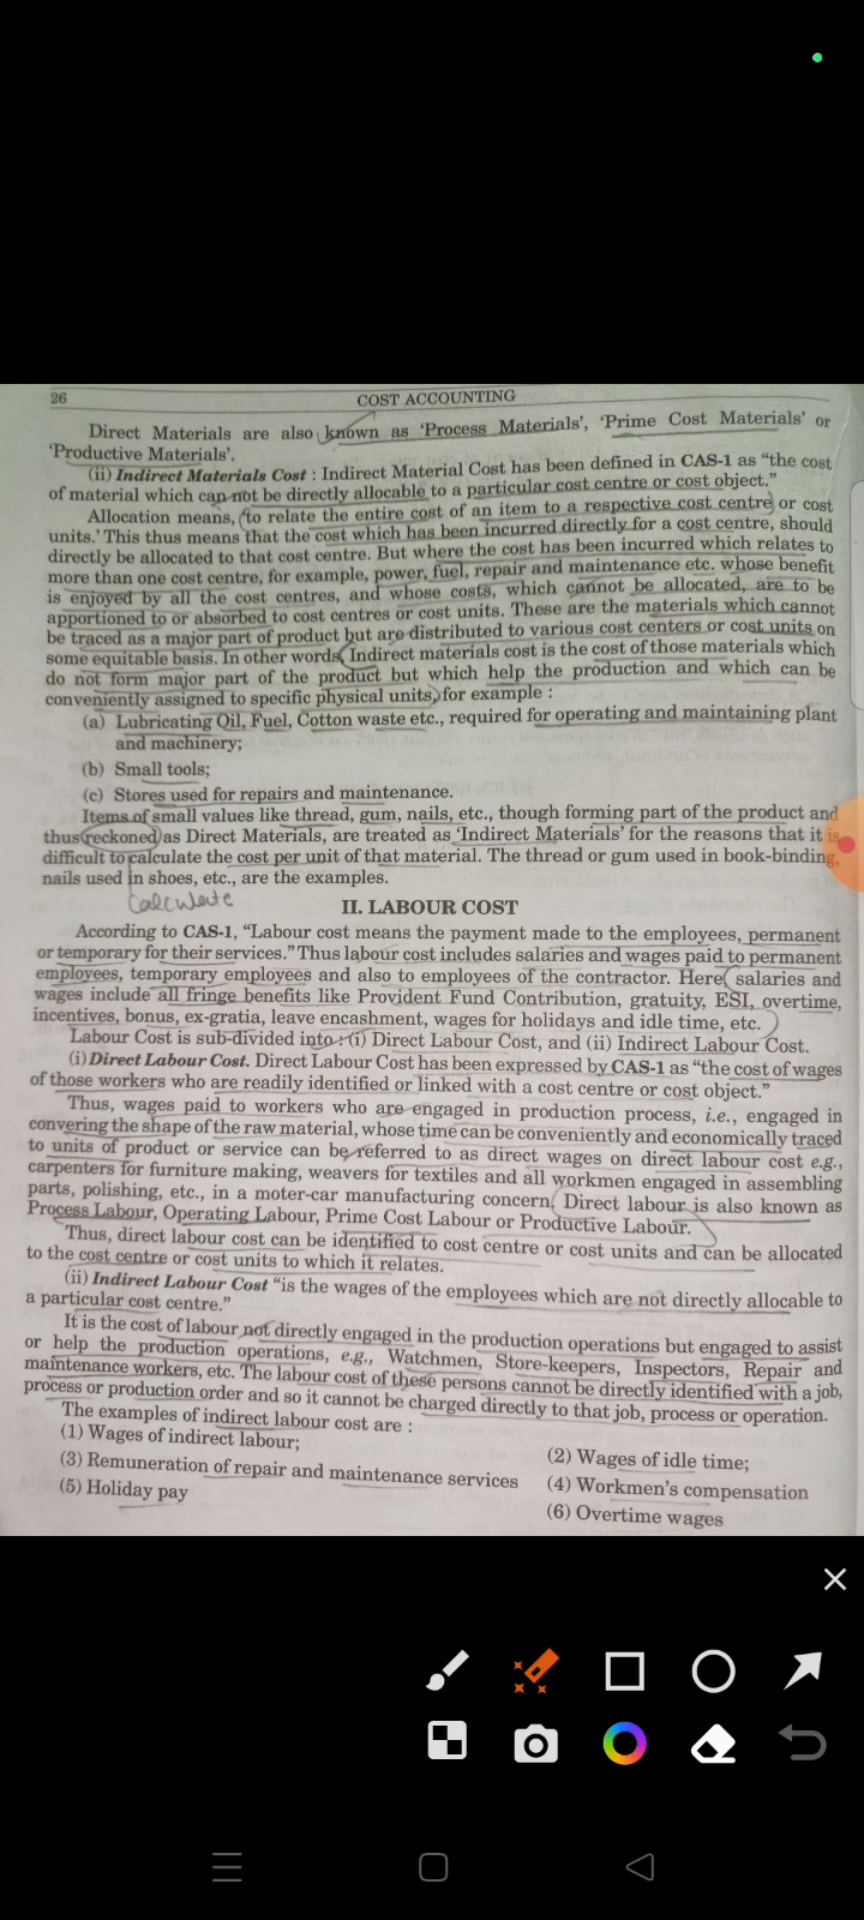 26
COST ACCOUNTING
Direct Materials are also known as 'Process Materials', 'Prime Cost Materials' or
'Productive Materials'.
(ii) Indirect Materials Cost : Indirect Material Cost has been defined in CAS-1 as "the cost
of material which can not be directly allocable to a particular cost centre or cost object."
Allocation means, 'to relate the entire cost of an item to a respective cost centre or cost
units.' This thus means that the cost which has been incurred directly for a cost centre, should
directly be allocated to that cost centre. But where the cost has been incurred which relates to
more than one cost centre, for example, power, fuel, repair and maintenance etc. whose benefit
is enjoyed by all the cost centres, and whose costs, which cannot be allocated, are to be
apportioned to or absorbed to cost centres or cost units. These are the materials which cannot
be traced as a major part of product but are distributed to various cost centers or cost units on
some equitable basis. In other words, Indirect materials cost is the cost of those materials which
do not form major part of the product but which help the production and which can be
conveniently assigned to specific physical units, for example :
(a) Lubricating Oil, Fuel, Cotton waste etc., required for operating and maintaining plant
and machinery;
(b) Small tools;
(c) Stores used for repairs and maintenance.
Items of small values like thread, gum, nails, etc., though forming part of the product and
thus reckoned as Direct Materials, are treated as 'Indirect Materials' for the reasons that it is
difficult to calculate the cost per unit of that material. The thread or gum used in book-binding,
nails used in shoes, etc., are the examples.
Calculate
II. LABOUR COST
According to CAS-1, "Labour cost means the payment made to the employees, permanent
or temporary for their services." Thus labour cost includes salaries and wages paid to permanent
employees, temporary employees and also to employees of the contractor. Here salaries and
wages include all fringe benefits like Provident Fund Contribution, gratuity, ESI, overtime,
incentives, bonus, ex-gratia, leave encashment, wages for holidays and idle time, etc.
Labour Cost is sub-divided into : (i) Direct Labour Cost, and (ii) Indirect Labour Cost.
(i) Direct Labour Cost. Direct Labour Cost has been expressed by CAS-1 as "the cost of wages
of those workers who are readily identified or linked with a cost centre or cost object."
Thus, wages paid to workers who are engaged in production process, i.e., engaged in
convering the shape of the raw material, whose time can be conveniently and economically traced
to units of product or service can be referred to as direct wages on direct labour cost e.g.,
carpenters for furniture making, weavers for textiles and all workmen engaged in assembling
parts, polishing, etc., in a moter-car manufacturing concern. Direct labour is also known as
Process Labour, Operating Labour, Prime Cost Labour or Productive Labour.
Thus, direct labour cost can be identified to cost centre or cost units and can be allocated
to the cost centre or cost units to which it relates.
(ii) Indirect Labour Cost "is the wages of the employees which are not directly allocable to
a particular cost centre."
It is the cost of labour not directly engaged in the production operations but engaged to assist
or help the production operations, e.g., Watchmen, Store-keepers, Inspectors, Repair and
maintenance workers, etc. The labour cost of these persons cannot be directly identified with a job,
process or production order and so it cannot be charged directly to that job, process or operation.
The examples of indirect labour cost are :
(1) Wages of indirect labour;
(2) Wages of idle time;
(3) Remuneration of repair and maintenance services
(4) Workmen's compensation
(5) Holiday pay
(6) Overtime wages